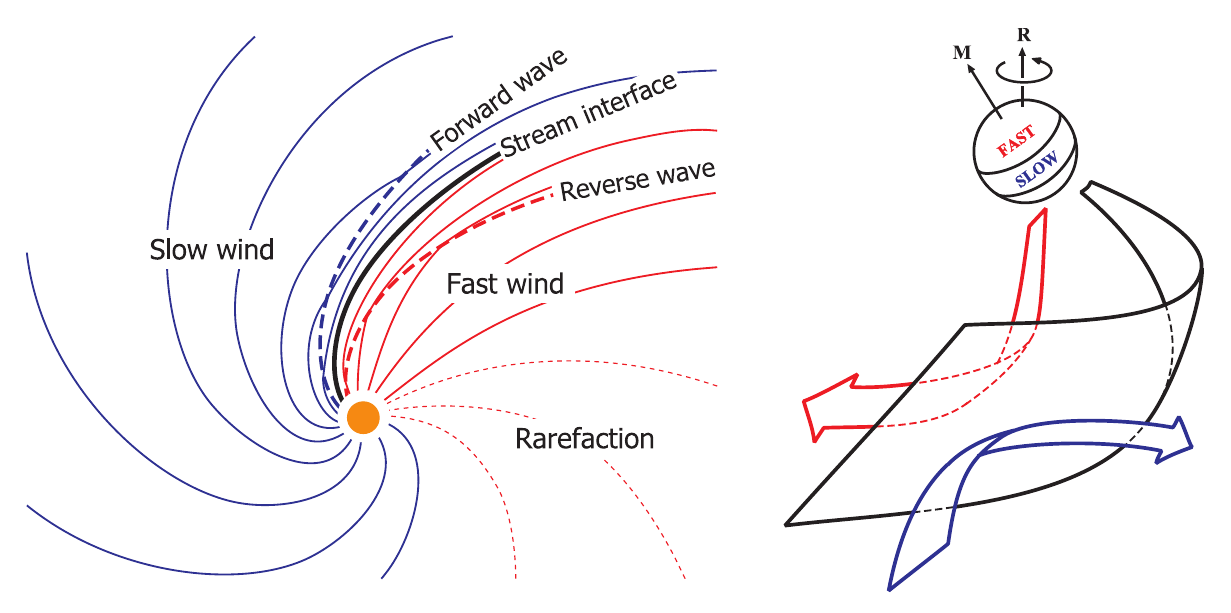 Forward wave
Stream interface
Reverse wave
Slow wind
Fast wind
Rarefaction
R
M
FAST
SLOW